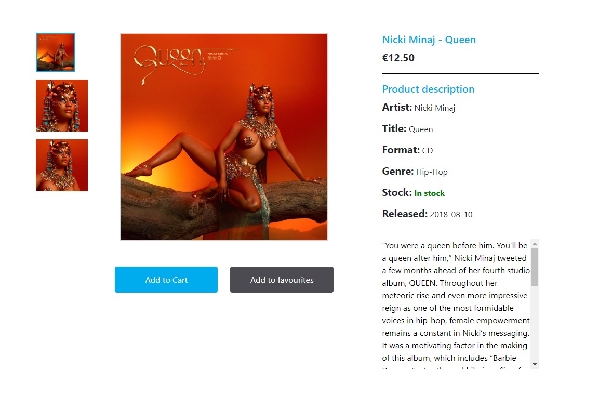 QUEEN
Nicki Minaj - Queen
€12.50
Product description
Artist: Nicki Minaj
Title: Queen
Format: CD
Genre: Hip-Hop
Stock: In stock
Released: 2018-08-10
"You were a queen before him. You'll be
a queen after him," Nicki Minaj tweeted
a few months ahead of her fourth studio
album, QUEEN. Throughout her
meteoric rise and even more impressive
reign as one of the most formidable
voices in hip-hop, female empowerment
remains a constant in Nicki's messaging.
It was a motivating factor in the making
of this album, which includes "Barbie
Add to Cart
Add to favourites